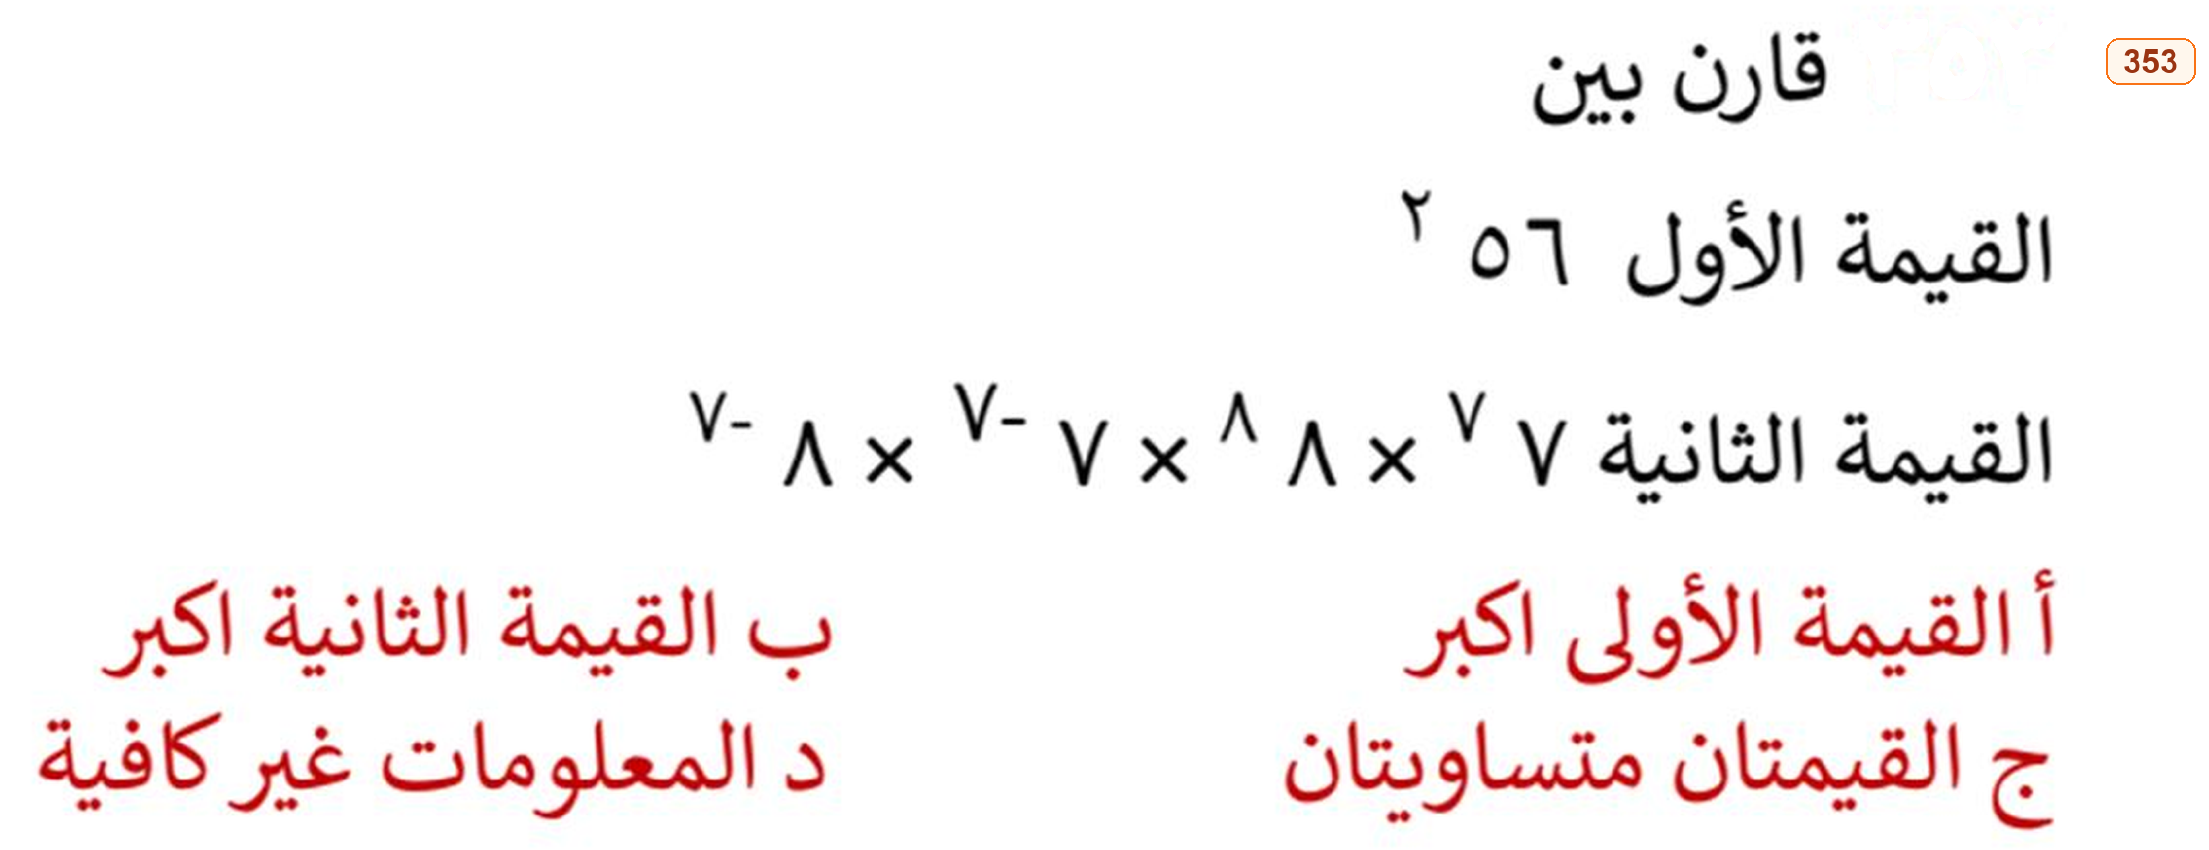 353
قارن بين
القيمة الأول ٥٦ ²
القيمة الثانية ٧ ^٧ × ٨ ^٨ × ٧ ^-٧ × ٨ ^-٧
أ القيمة الأولى اكبر ب القيمة الثانية اكبر
ج القيمتان متساويتان د المعلومات غير كافية